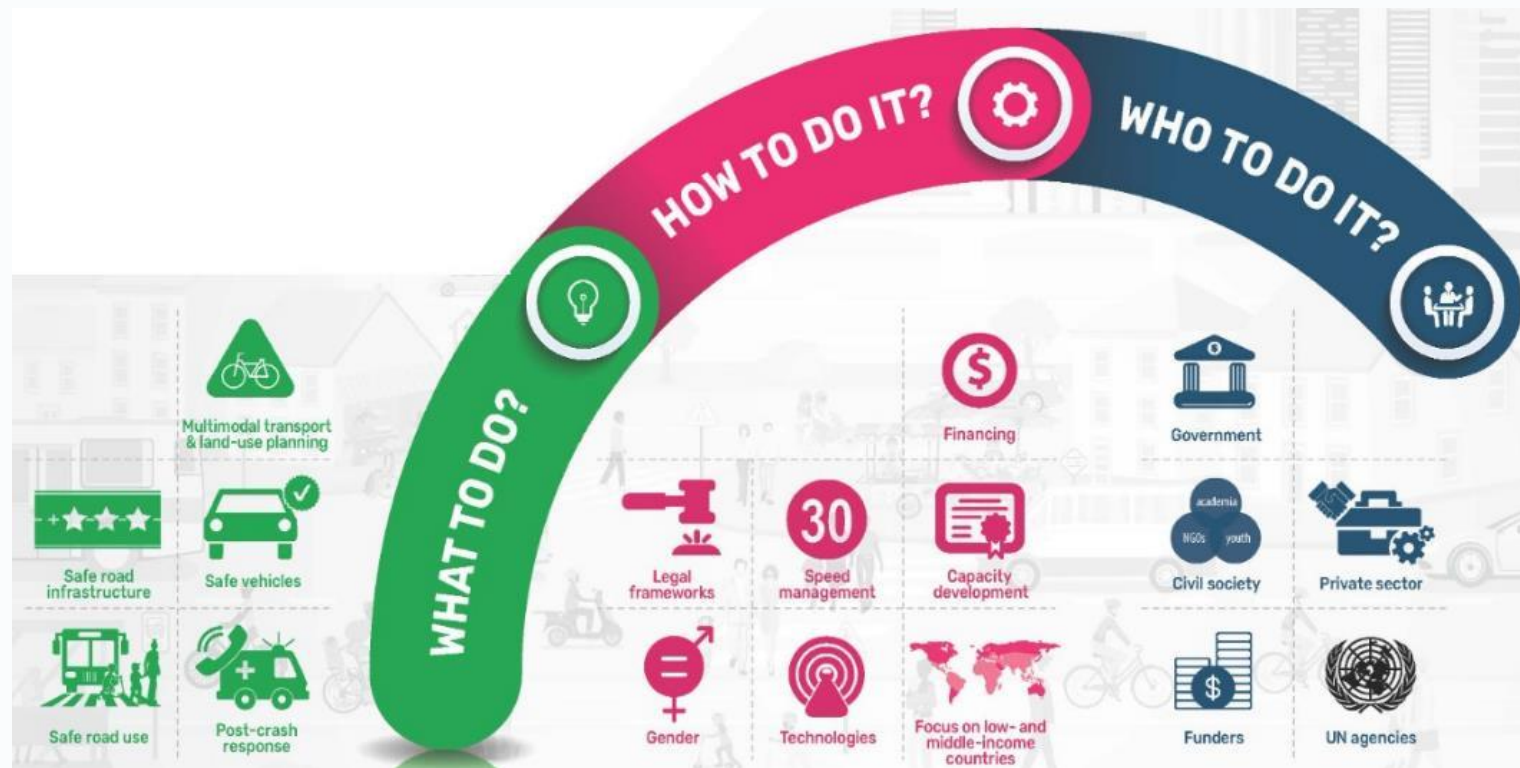 WHAT TO DO?
HOW TO DO IT?
WHO TO DO IT?
Multimodal transport
& land-use planning
Safe road
infrastructure
Safe vehicles
Safe road use
Post-crash
response
$
Financing
Legal
frameworks
30
Speed
management
Capacity
development
Gender
Technologies
Focus on low- and
middle-income
countries
Government
academia
NGOs youth
Civil society
Private sector
$
Funders
UN agencies